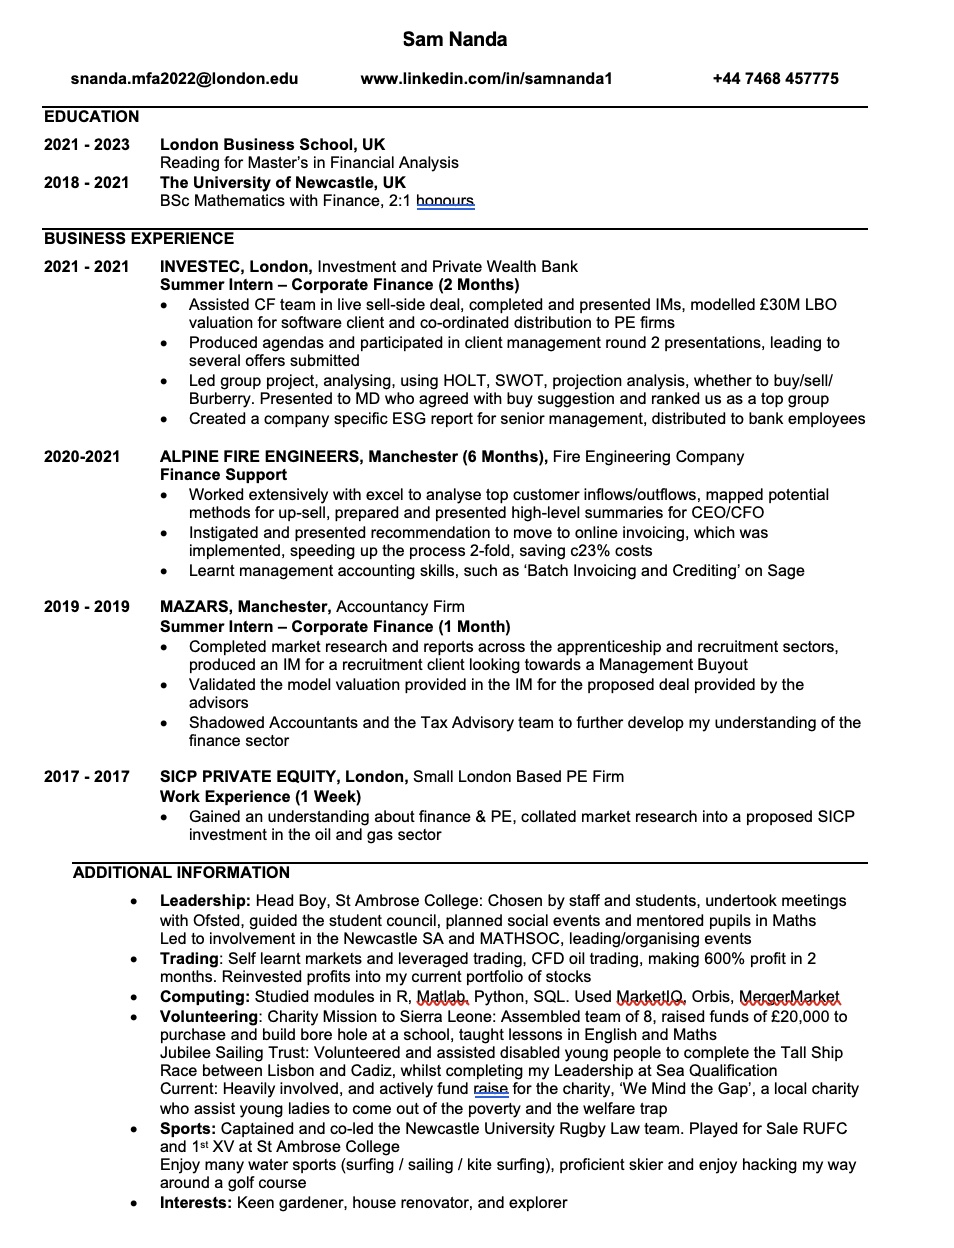 Sam Nanda
snanda.mfa2022@london.edu www.linkedin.com/in/samnanda1 +44 7468 457775
EDUCATION
2021 - 2023 London Business School, UK
Reading for Master's in Financial Analysis
2018 - 2021 The University of Newcastle, UK
BSc Mathematics with Finance, 2:1 honours
BUSINESS EXPERIENCE
2021 - 2021 INVESTEC, London, Investment and Private Wealth Bank
Summer Intern – Corporate Finance (2 Months)
• Assisted CF team in live sell-side deal, completed and presented IMs, modelled £30M LBO
valuation for software client and co-ordinated distribution to PE firms
• Produced agendas and participated in client management round 2 presentations, leading to
several offers submitted
• Led group project, analysing, using HOLT, SWOT, projection analysis, whether to buy/sell/
Burberry. Presented to MD who agreed with buy suggestion and ranked us as a top group
• Created a company specific ESG report for senior management, distributed to bank employees
2020-2021 ALPINE FIRE ENGINEERS, Manchester (6 Months), Fire Engineering Company
Finance Support
• Worked extensively with excel to analyse top customer inflows/outflows, mapped potential
methods for up-sell, prepared and presented high-level summaries for CEO/CFO
• Instigated and presented recommendation to move to online invoicing, which was
implemented, speeding up the process 2-fold, saving c23% costs
• Learnt management accounting skills, such as 'Batch Invoicing and Crediting' on Sage
2019 - 2019 MAZARS, Manchester, Accountancy Firm
Summer Intern – Corporate Finance (1 Month)
• Completed market research and reports across the apprenticeship and recruitment sectors,
produced an IM for a recruitment client looking towards a Management Buyout
• Validated the model valuation provided in the IM for the proposed deal provided by the
advisors
• Shadowed Accountants and the Tax Advisory team to further develop my understanding of the
finance sector
2017 - 2017 SICP PRIVATE EQUITY, London, Small London Based PE Firm
Work Experience (1 Week)
• Gained an understanding about finance & PE, collated market research into a proposed SICP
investment in the oil and gas sector
ADDITIONAL INFORMATION
• Leadership: Head Boy, St Ambrose College: Chosen by staff and students, undertook meetings
with Ofsted, guided the student council, planned social events and mentored pupils in Maths
Led to involvement in the Newcastle SA and MATHSOC, leading/organising events
• Trading: Self learnt markets and leveraged trading, CFD oil trading, making 600% profit in 2
months. Reinvested profits into my current portfolio of stocks
• Computing: Studied modules in R, Matlab, Python, SQL. Used MarketIQ, Orbis, MergerMarket
• Volunteering: Charity Mission to Sierra Leone: Assembled team of 8, raised funds of £20,000 to
purchase and build bore hole at a school, taught lessons in English and Maths
Jubilee Sailing Trust: Volunteered and assisted disabled young people to complete the Tall Ship
Race between Lisbon and Cadiz, whilst completing my Leadership at Sea Qualification
Current: Heavily involved, and actively fund raise for the charity, 'We Mind the Gap', a local charity
who assist young ladies to come out of the poverty and the welfare trap
• Sports: Captained and co-led the Newcastle University Rugby Law team. Played for Sale RUFC
and 1st XV at St Ambrose College
Enjoy many water sports (surfing / sailing / kite surfing), proficient skier and enjoy hacking my way
around a golf course
• Interests: Keen gardener, house renovator, and explorer